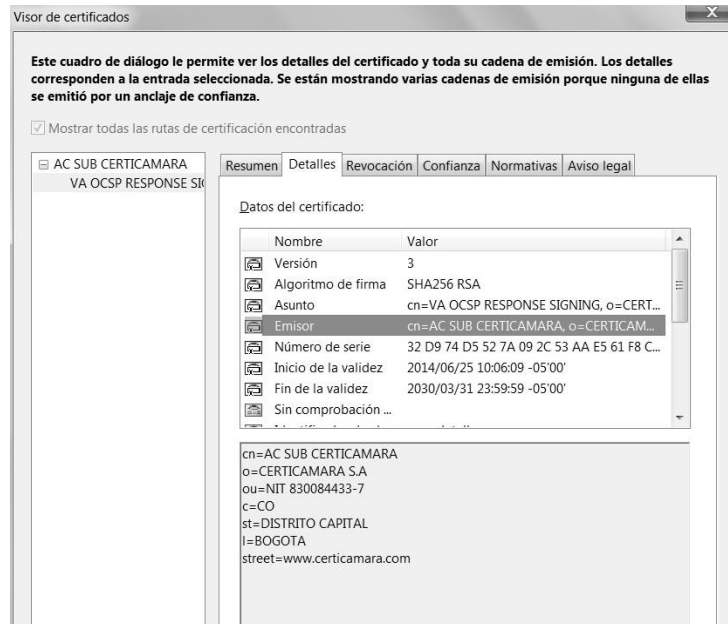 Visor de certificados
Este cuadro de diálogo le permite ver los detalles del certificado y toda su cadena de emisión. Los detalles
corresponden a la entrada seleccionada. Se están mostrando varias cadenas de emisión porque ninguna de ellas
se emitió por un anclaje de confianza.
Mostrar todas las rutas de certificación encontradas
AC SUB CERTICAMARA
VA OCSP RESPONSE SI
Resumen Detalles Revocación Confianza Normativas Aviso legal
Datos del certificado:
Nombre Valor
Versión 3
Algoritmo de firma SHA256 RSA
Asunto cn=VA OCSP RESPONSE SIGNING, o=CERT...
Emisor cn=AC SUB CERTICAMARA, o=CERTICAM...
Número de serie 32 D9 74 D5 52 7A 09 2C 53 AA E5 61 F8 C...
Inicio de la validez 2014/06/25 10:06:09 -05'00'
Fin de la validez 2030/03/31 23:59:59 -05'00'
Sin comprobación ...
cn=AC SUB CERTICAMARA
o=CERTICAMARA S.A
ou=NIT 830084433-7
c=CO
st=DISTRITO CAPITAL
l=BOGOTA
street=www.certicamara.com